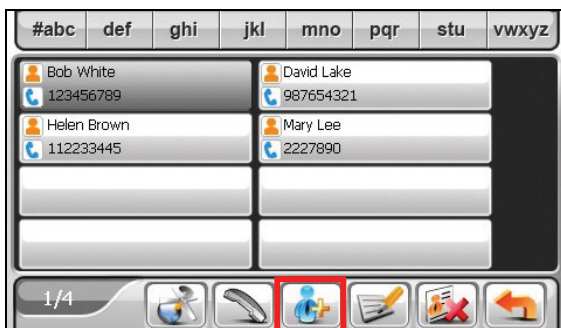 #abc def ghi jkl mno pqr stu vwxyz
Bob White
123456789
David Lake
987654321
Helen Brown
112233445
Mary Lee
2227890
1/4